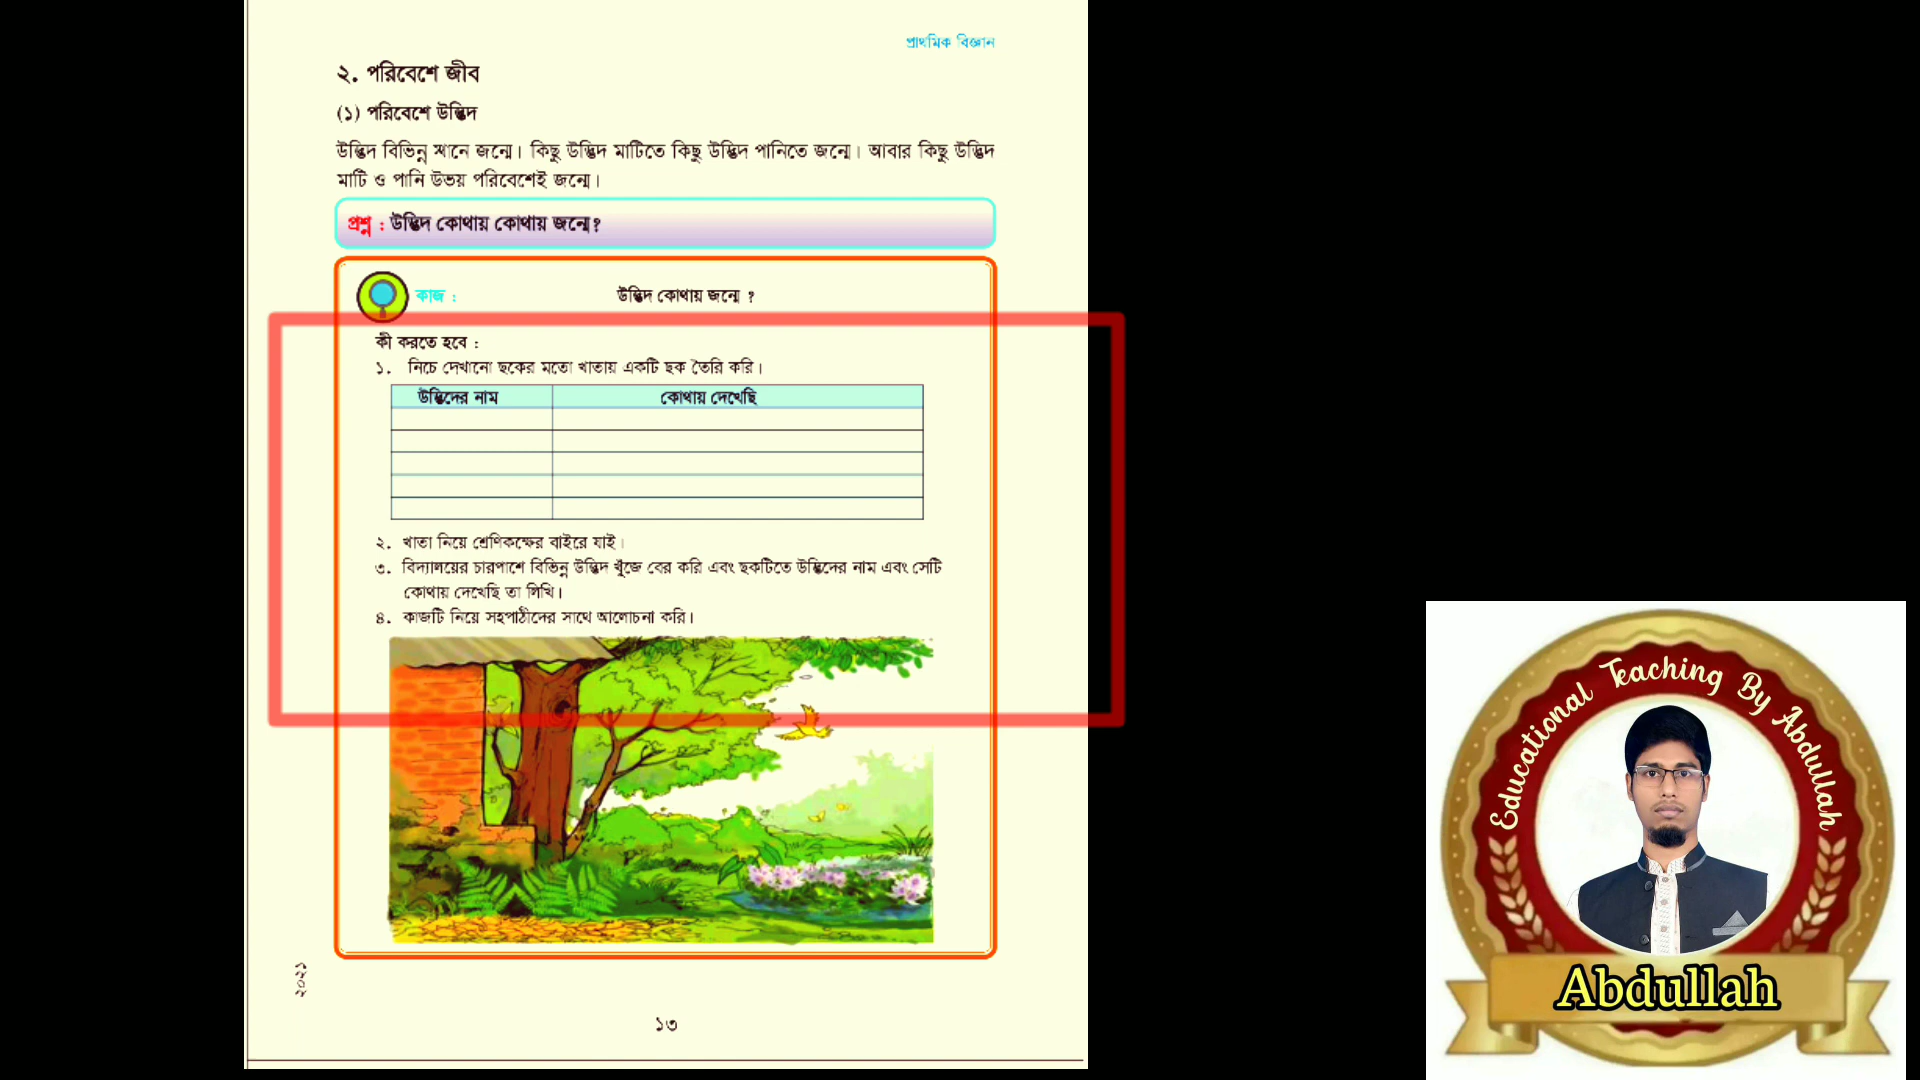 প্রাথমিক বিজ্ঞান
২. পরিবেশে জীব
(১) পরিবেশে উদ্ভিদ
উদ্ভিদ বিভিন্ন স্থানে জন্মে। কিছু উদ্ভিদ মাটিতে কিছু উদ্ভিদ পানিতে জন্মে। আবার কিছু উদ্ভিদ
মাটি ও পানি উভয় পরিবেশেই জন্মে।
প্রশ্ন : উদ্ভিদ কোথায় কোথায় জন্মে?
কাজ : উদ্ভিদ কোথায় জন্মে ?
কী করতে হবে :
১. নিচে দেখানো ছকের মতো খাতায় একটি ছক তৈরি করি।
উদ্ভিদের নাম কোথায় দেখেছি
২. খাতা নিয়ে শ্রেণিকক্ষের বাইরে যাই।
৩. বিদ্যালয়ের চারপাশে বিভিন্ন উদ্ভিদ খুঁজে বের করি এবং ছকটিতে উদ্ভিদের নাম এবং সেটি
কোথায় দেখেছি তা লিখি।
৪. কাজটি নিয়ে সহপাঠীদের সাথে আলোচনা করি।
২০২১
১৩
Educational Teaching By Abdullah
Abdullah